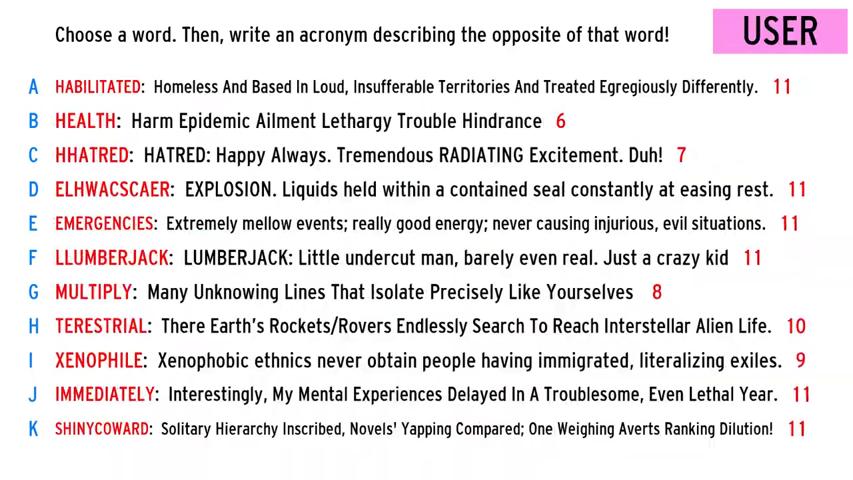 Choose a word. Then, write an acronym describing the opposite of that word!
USER
A HABILITATED: Homeless And Based In Loud, Insufferable Territories And Treated Egregiously Differently. 11
B HEALTH: Harm Epidemic Ailment Lethargy Trouble Hindrance 6
C HHATRED: HATRED: Happy Always. Tremendous RADIATING Excitement. Duh! 7
D ELHWACSCAER: EXPLOSION. Liquids held within a contained seal constantly at easing rest. 11
E EMERGENCIES: Extremely mellow events; really good energy; never causing injurious, evil situations. 11
F LLUMBERJACK: LUMBERJACK: Little undercut man, barely even real. Just a crazy kid 11
G MULTIPLY: Many Unknowing Lines That Isolate Precisely Like Yourselves 8
H TERESTRIAL: There Earth's Rockets/Rovers Endlessly Search To Reach Interstellar Alien Life. 10
I XENOPHILE: Xenophobic ethnics never obtain people having immigrated, literalizing exiles. 9
J IMMEDIATELY: Interestingly, My Mental Experiences Delayed In A Troublesome, Even Lethal Year. 11
K SHINYCOWARD: Solitary Hierarchy Inscribed, Novels' Yapping Compared; One Weighing Averts Ranking Dilution! 11